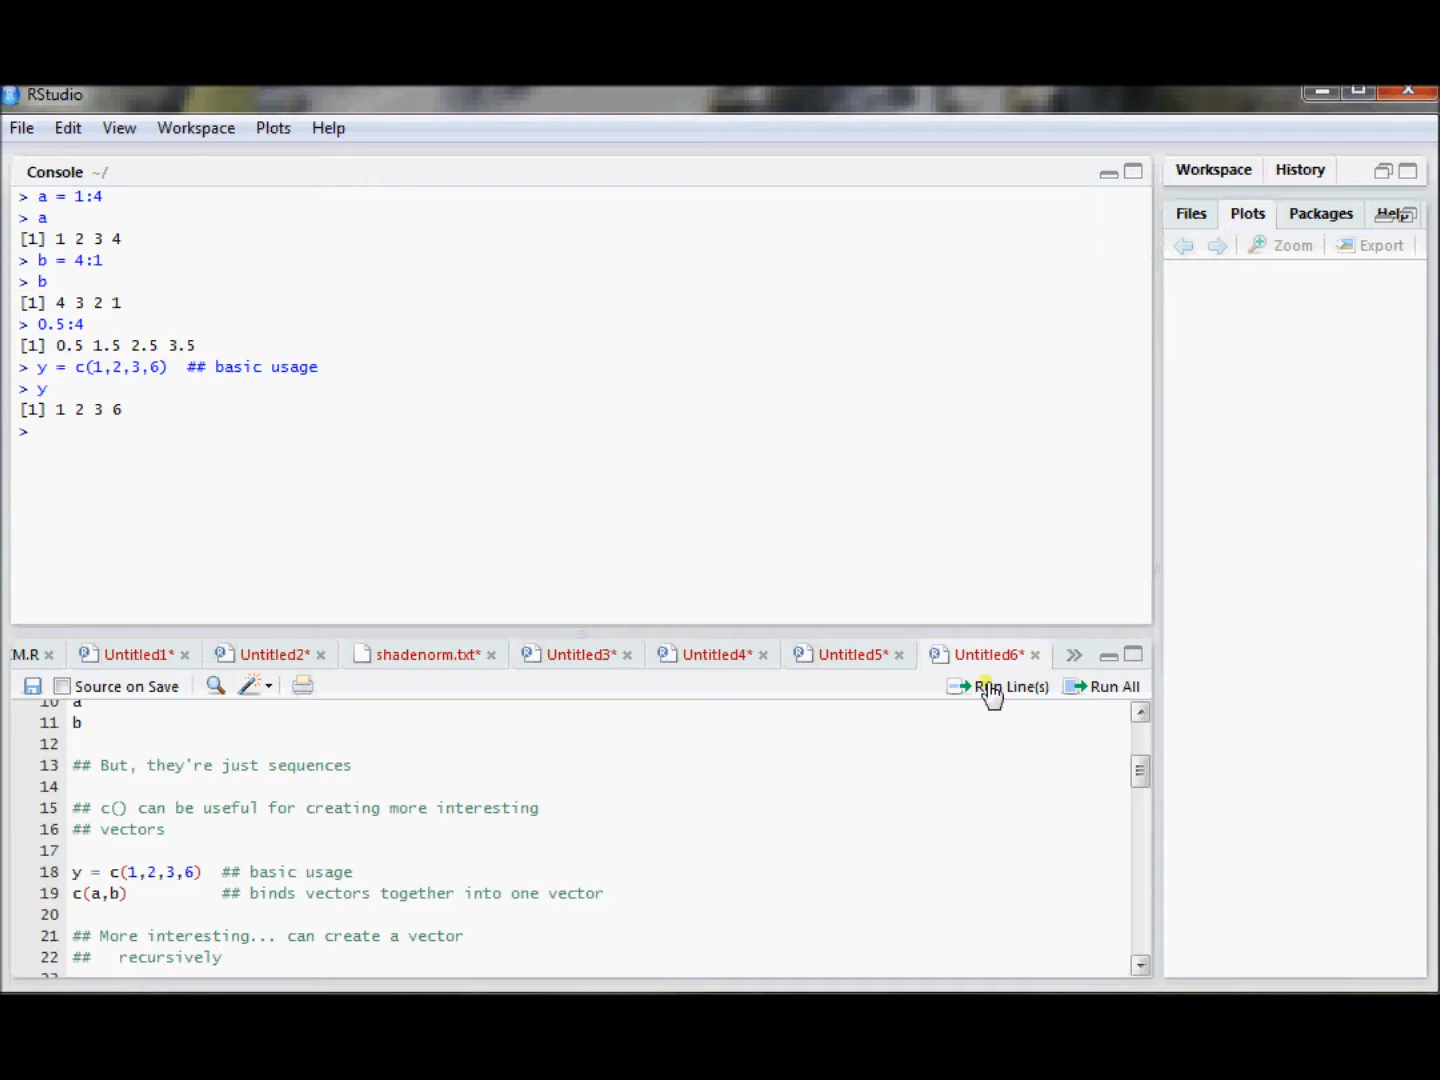 RStudio
File Edit View Workspace Plots Help
Console ~/
> a = 1:4
> a
[1] 1 2 3 4
> b = 4:1
> b
[1] 4 3 2 1
> 0.5:4
[1] 0.5 1.5 2.5 3.5
> y = c(1,2,3,6)  ## basic usage
> y
[1] 1 2 3 6
>
Workspace History
Files Plots Packages Help
Zoom Export
M.R Untitled1* Untitled2* shadenorm.txt* Untitled3* Untitled4* Untitled5* Untitled6*
Source on Save Run Line(s) Run All
10 a
11 b
12
13 ## But, they're just sequences
14
15 ## c() can be useful for creating more interesting
16 ## vectors
17
18 y = c(1,2,3,6)  ## basic usage
19 c(a,b)          ## binds vectors together into one vector
20
21 ## More interesting... can create a vector
22 ##   recursively
23